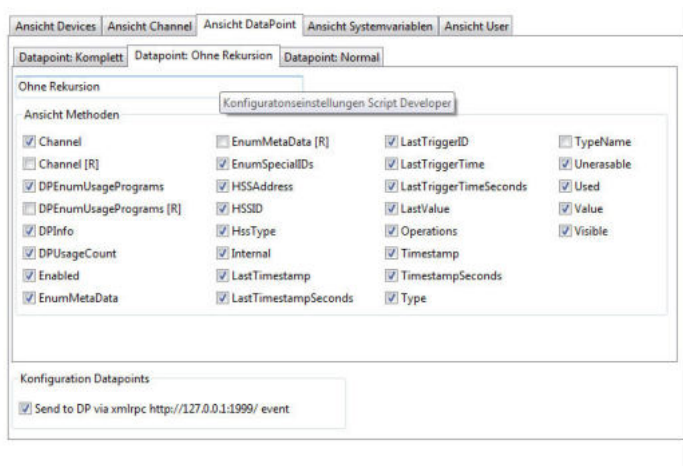 Ansicht Devices Ansicht Channel Ansicht DataPoint Ansicht Systemvariablen Ansicht User
Datapoint: Komplett Datapoint: Ohne Rekursion Datapoint: Normal
Ohne Rekursion
Konfiguratonseinstellungen Script Developer
Ansicht Methoden
Channel EnumMetaData [R] LastTriggerID TypeName
Channel [R] EnumSpecialIDs LastTriggerTime Unerasable
DPEnumUsagePrograms HSSAddress LastTriggerTimeSeconds Used
DPEnumUsagePrograms [R] HSSID LastValue Value
DPInfo HssType Operations Visible
DPUsageCount Internal Timestamp
Enabled LastTimestamp TimestampSeconds
EnumMetaData LastTimestampSeconds Type
Konfiguration Datapoints
Send to DP via xmlrpc http://127.0.0.1:1999/ event